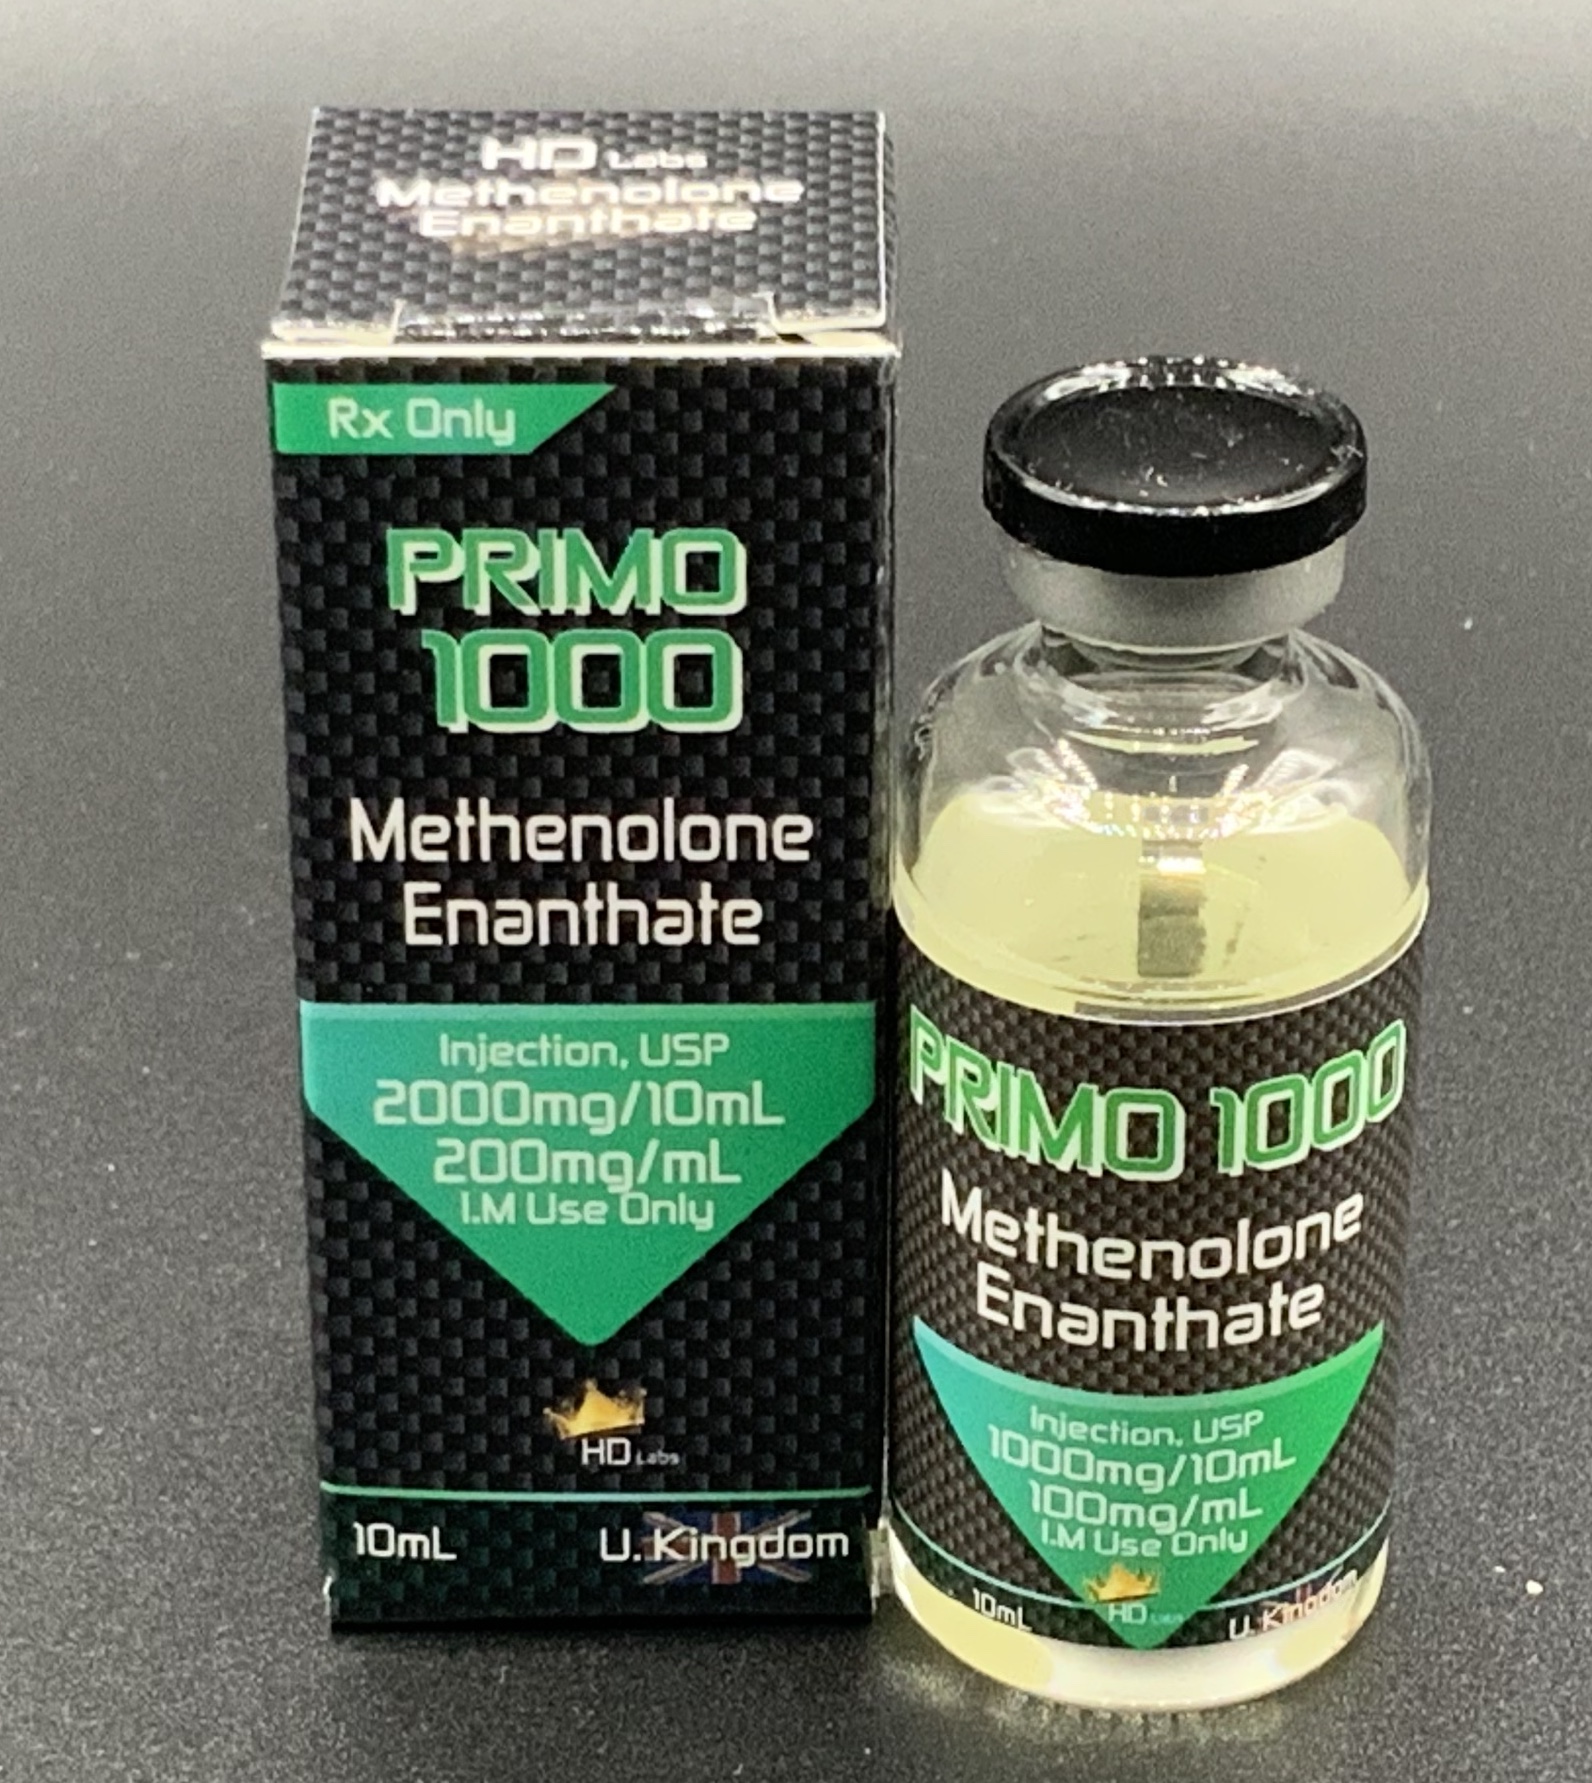 HD Labs
Methenolone
Enanthate
Rx Only
PRIMO
1000
Methenolone
Enanthate
Injection, USP
2000mg/10mL
200mg/mL
I.M Use Only
HD Labs
10mL U. Kingdom
PRIMO 1000
Methenolone
Enanthate
Injection, USP
1000mg/10mL
100mg/mL
I.M Use Only
HD Labs
10mL U. Kingdom